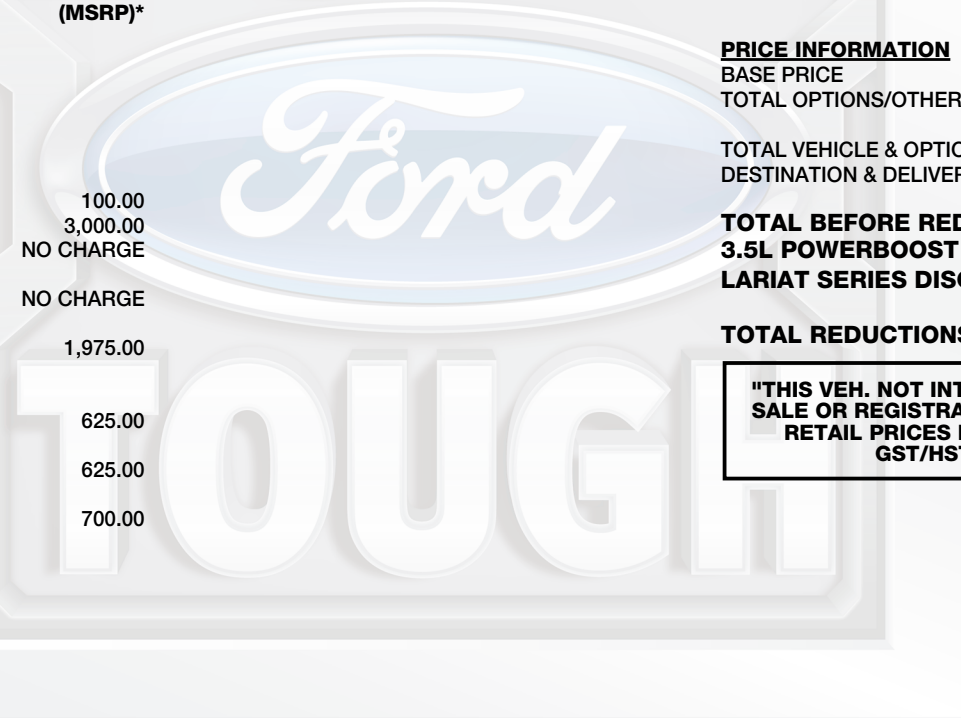 (MSRP)*
100.00
3,000.00
NO CHARGE
NO CHARGE
1,975.00
625.00
625.00
700.00
Ford
TOUGH
PRICE INFORMATION
BASE PRICE
TOTAL OPTIONS/OTHER
TOTAL VEHICLE & OPTIO
DESTINATION & DELIVER
TOTAL BEFORE RED
3.5L POWERBOOST
LARIAT SERIES DISC
TOTAL REDUCTIONS
"THIS VEH. NOT INT
SALE OR REGISTRA
RETAIL PRICES
GST/HST